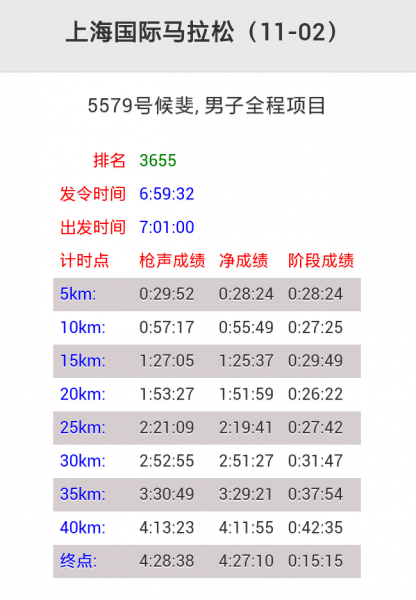 上海国际马拉松（11-02）
5579号候斐, 男子全程项目
排名 3655
发令时间 6:59:32
出发时间 7:01:00
计时点 枪声成绩 净成绩 阶段成绩
5km: 0:29:52 0:28:24 0:28:24
10km: 0:57:17 0:55:49 0:27:25
15km: 1:27:05 1:25:37 0:29:49
20km: 1:53:27 1:51:59 0:26:22
25km: 2:21:09 2:19:41 0:27:42
30km: 2:52:55 2:51:27 0:31:47
35km: 3:30:49 3:29:21 0:37:54
40km: 4:13:23 4:11:55 0:42:35
终点: 4:28:38 4:27:10 0:15:15